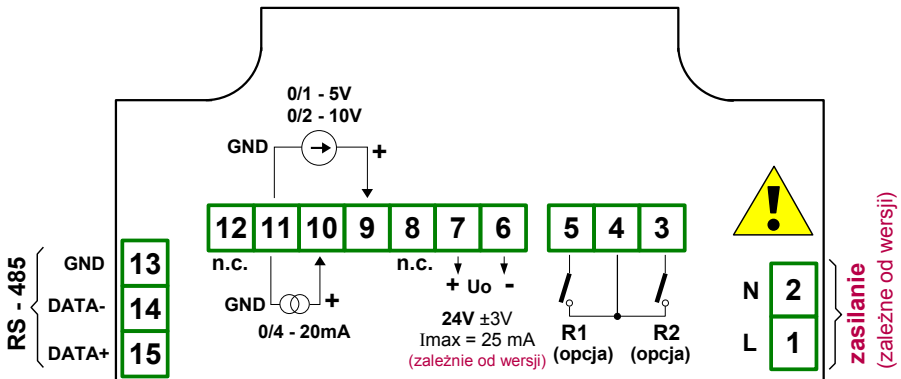 0/1 - 5V
0/2 - 10V
GND
+
12 11 10 9 8 7 6
5 4 3
n.c.
n.c.
GND
+
0/4 - 20mA
+ Uo -
24V ±3V
Imax = 25 mA
(zależnie od wersji)
R1
(opcja)
R2
(opcja)
RS - 485
GND 13
DATA- 14
DATA+ 15
!
N 2
L 1
zasilanie
(zależne od wersji)